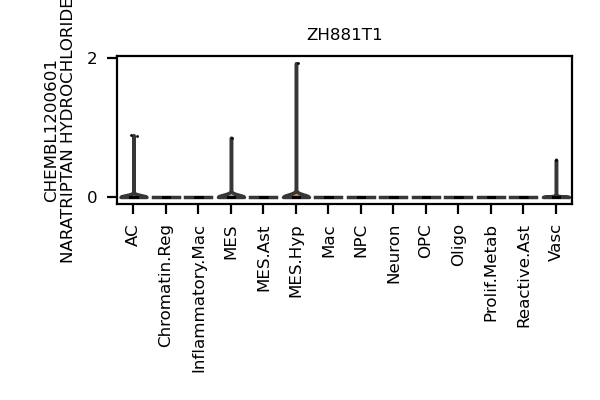 ZH881T1
CHEMBL1200601
NARATRIPTAN HYDROCHLORIDE
2
0
AC
Chromatin.Reg
Inflammatory.Mac
MES
MES.Ast
MES.Hyp
Mac
NPC
Neuron
OPC
Oligo
Prolif.Metab
Reactive.Ast
Vasc